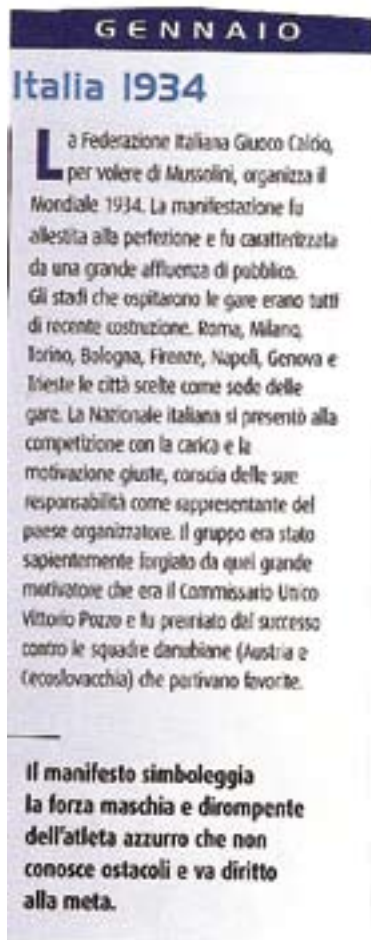 GENNAIO
Italia 1934
La Federazione Italiana Giuoco Calcio,
per volere di Mussolini, organizza il
Mondiale 1934. La manifestazione fu
allestita alla perfezione e fu caratterizzata
da una grande affluenza di pubblico.
Gli stadi che ospitarono le gare erano tutti
di recente costruzione. Roma, Milano,
Torino, Bologna, Firenze, Napoli, Genova e
Trieste le città scelte come sede delle
gare. La Nazionale italiana si presentò alla
competizione con la carica e la
motivazione giuste, conscia delle sue
responsabilità come rappresentante del
paese organizzatore. Il gruppo era stato
sapientemente forgiato da quel grande
motivatore che era il Commissario Unico
Vittorio Pozzo e fu premiato dal successo
contro le squadre danubiane (Austria e
Cecoslovacchia) che partivano favorite.
Il manifesto simboleggia
la forza maschia e dirompente
dell'atleta azzurro che non
conosce ostacoli e va diritto
alla meta.